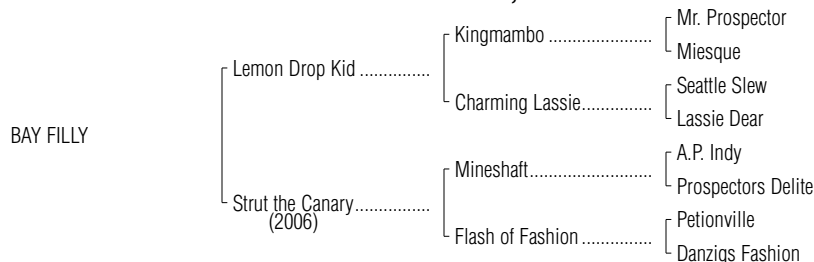 Mr. Prospector
Kingmambo .....................
Miesque
Lemon Drop Kid ...............
Seattle Slew
Charming Lassie..............
Lassie Dear
BAY FILLY
A.P. Indy
Mineshaft.........................
Prospectors Delite
Strut the Canary................
(2006)
Petionville
Flash of Fashion ..............
Danzigs Fashion